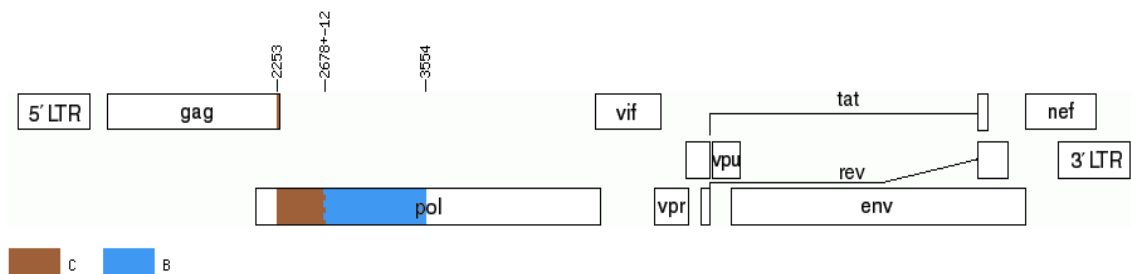 2253
2678+-12
3554
5´ LTR
gag
vif
tat
nef
vpu
rev
3´ LTR
pol
vpr
env
C
B